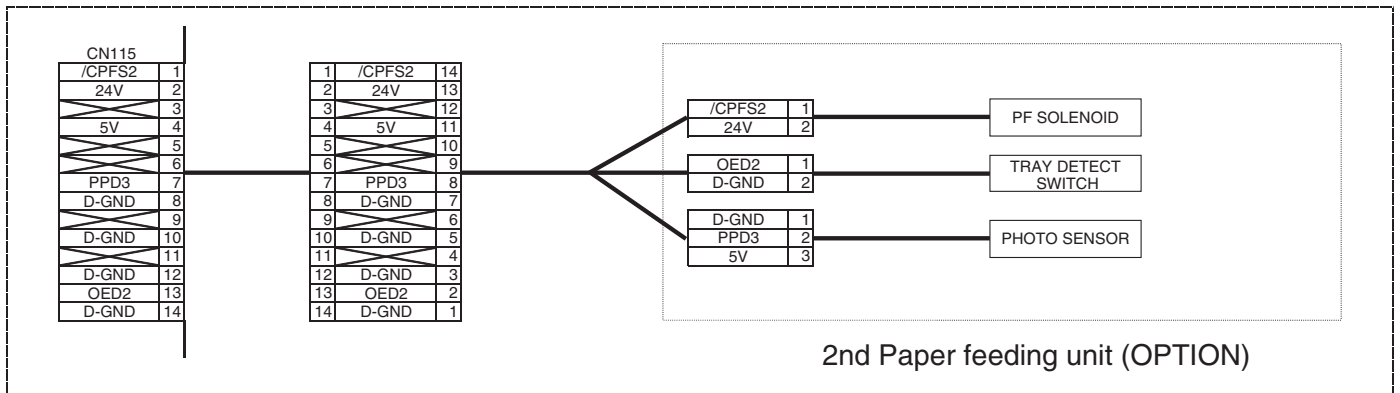 CN115
/CPFS2 1
24V 2
3
5V 4
5
6
PPD3 7
D-GND 8
9
D-GND 10
11
D-GND 12
OED2 13
D-GND 14
1 /CPFS2 14
2 24V 13
3 12
4 5V 11
5 10
6 9
7 PPD3 8
8 D-GND 7
9 6
10 D-GND 5
11 4
12 D-GND 3
13 OED2 2
14 D-GND 1
/CPFS2 1
24V 2
PF SOLENOID
OED2 1
D-GND 2
TRAY DETECT
SWITCH
D-GND 1
PPD3 2
5V 3
PHOTO SENSOR
2nd Paper feeding unit (OPTION)